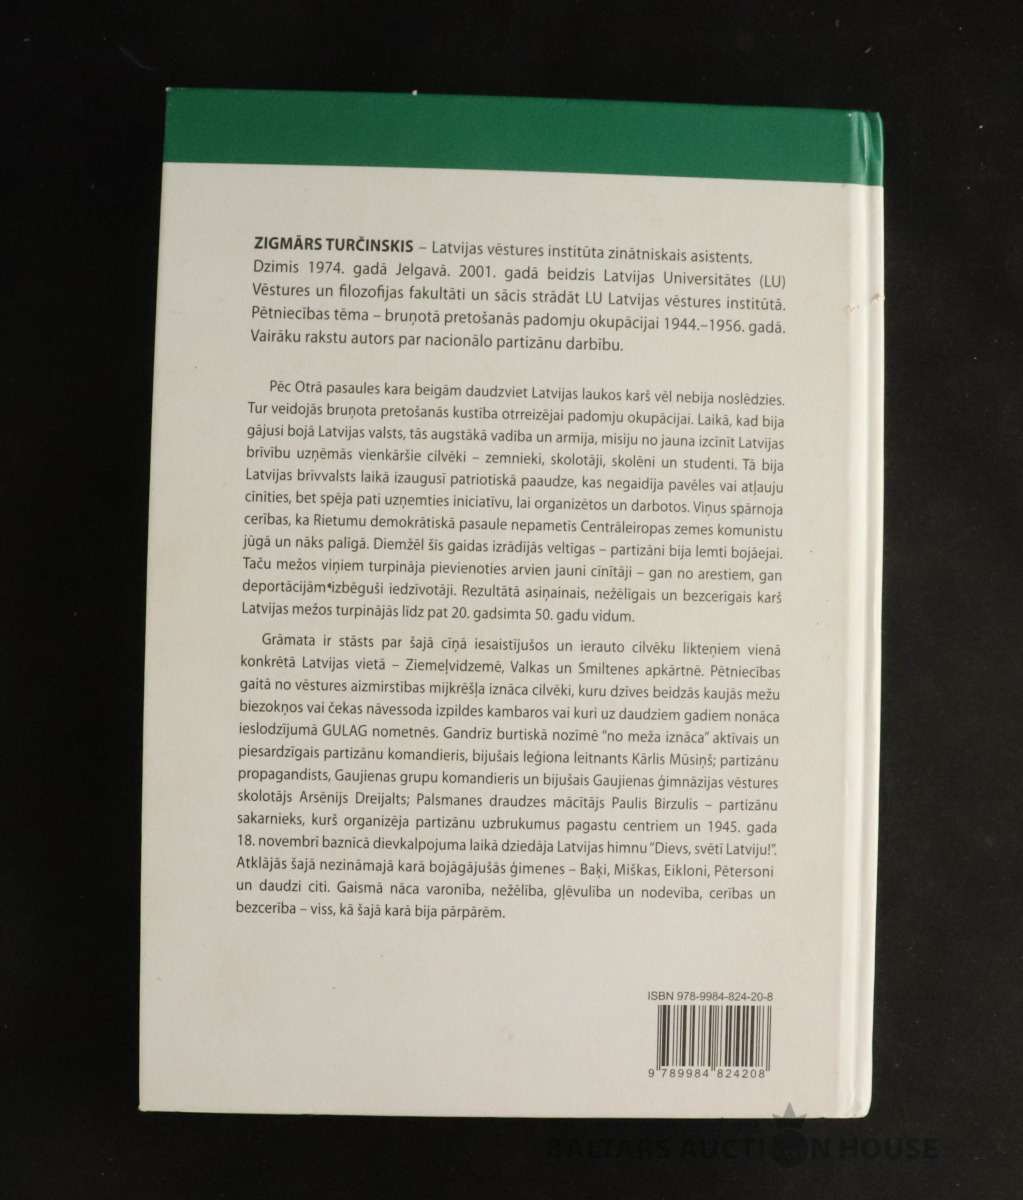 ZIGMĀRS TURČINSKIS – Latvijas vēstures institūta zinātniskais asistents.
Dzimis 1974. gadā Jelgavā. 2001. gadā beidzis Latvijas Universitātes (LU)
Vēstures un filozofijas fakultāti un sācis strādāt LU Latvijas vēstures institūtā.
Pētniecības tēma – bruņotā pretošanās padomju okupācijai 1944.–1956. gadā.
Vairāku rakstu autors par nacionālo partizānu darbību.
Pēc Otrā pasaules kara beigām daudzviet Latvijas laukos karš vēl nebija noslēdzies.
Tur veidojās bruņota pretošanās kustība otrreizējai padomju okupācijai. Laikā, kad bija
gājusi bojā Latvijas valsts, tās augstākā vadība un armija, misiju no jauna izcīnīt Latvijas
brīvību uzņēmās vienkāršie cilvēki – zemnieki, skolotāji, skolēni un studenti. Tā bija
Latvijas brīvvalsts laikā izaugusī patriotiskā paaudze, kas negaidīja pavēles vai atļauju
cīnīties, bet spēja pati uzņemties iniciatīvu, lai organizētos un darbotos. Viņus spārnoja
cerības, ka Rietumu demokrātiskā pasaule nepametīs Centrāleiropas zemes komunistu
jūgā un nāks palīgā. Diemžēl šīs gaidas izrādījās veltīgas – partizāni bija lemti bojāejai.
Taču mežos viņiem turpināja pievienoties arvien jauni cīnītāji – gan no arestiem, gan
deportācijām izbēguši iedzīvotāji. Rezultātā asiņainais, nežēlīgais un bezcerīgais karš
Latvijas mežos turpinājās līdz pat 20. gadsimta 50. gadu vidum.
Grāmata ir stāsts par šajā cīņā iesaistījušos un ierauto cilvēku likteņiem vienā
konkrētā Latvijas vietā – Ziemeļvidzemē, Valkas un Smiltenes apkārtnē. Pētniecības
gaitā no vēstures aizmirstības mijkrēšļa iznāca cilvēki, kuru dzīves beidzās kaujās mežu
biezokņos vai čekas nāvessoda izpildes kambaros vai kuri uz daudziem gadiem nonāca
ieslodzījumā GULAG nometnēs. Gandrīz burtiskā nozīmē "no meža iznāca" aktīvais un
piesardzīgais partizānu komandieris, bijušais leģiona leitnants Kārlis Mūsiņš; partizānu
propagandists, Gaujienas grupu komandieris un bijušais Gaujienas ģimnāzijas vēstures
skolotājs Arsēnijs Dreijalts; Palsmanes draudzes mācītājs Paulis Birzulis – partizānu
sakarnieks, kurš organizēja partizānu uzbrukumus pagastu centriem un 1945. gada
18. novembrī baznīcā dievkalpojuma laikā dziedāja Latvijas himnu "Dievs, svētī Latviju!".
Atklājās šajā nezināmajā karā bojāgājušās ģimenes – Baķi, Miškas, Eikloni, Pētersoni
un daudzi citi. Gaismā nāca varonība, nežēlība, gļēvulība un nodevība, cerības un
bezcerība – viss, kā šajā karā bija pārpārēm.
ISBN 978-9984-824-20-8
9 789984 824208
BALTARS AUCTION HOUSE